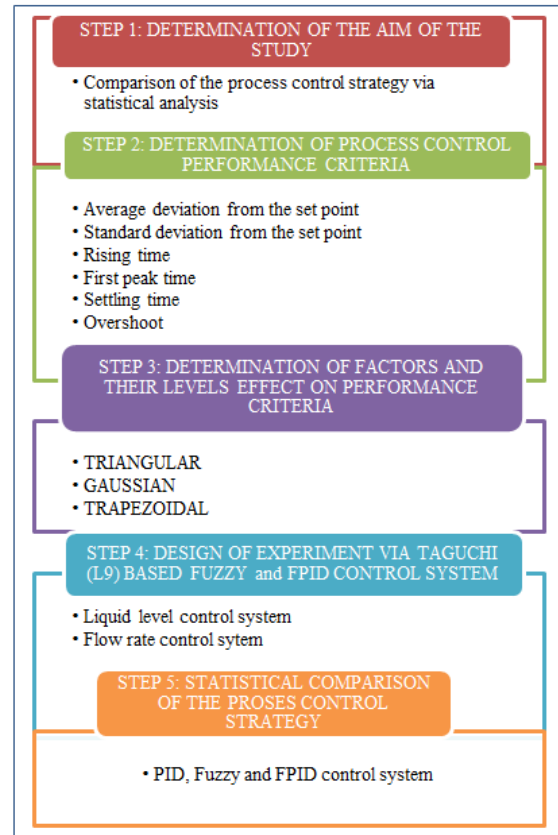 STEP 1: DETERMINATION OF THE AIM OF THE
STUDY
• Comparison of the process control strategy via
statistical analysis
STEP 2: DETERMINATION OF PROCESS CONTROL
PERFORMANCE CRITERIA
• Average deviation from the set point
• Standard deviation from the set point
• Rising time
• First peak time
• Settling time
• Overshoot
STEP 3: DETERMINATION OF FACTORS AND
THEIR LEVELS EFFECT ON PERFORMANCE
CRITERIA
• TRIANGULAR
• GAUSSIAN
• TRAPEZOIDAL
STEP 4: DESIGN OF EXPERIMENT VIA TAGUCHI
(L9) BASED FUZZY and FPID CONTROL SYSTEM
• Liquid level control system
• Flow rate control sytem
STEP 5: STATISTICAL COMPARISON
OF THE PROSES CONTROL
STRATEGY
• PID, Fuzzy and FPID control system